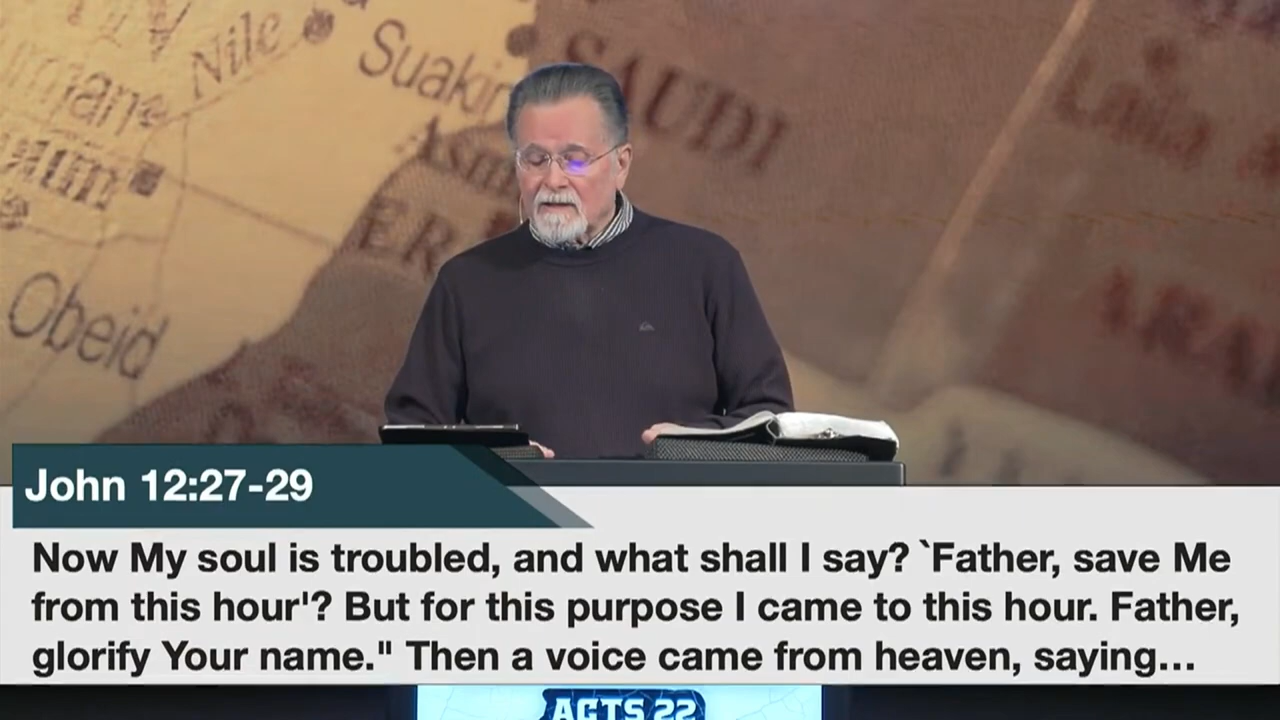 Nile
Suakin
SAUDI
Asm
ER
Obeid
John 12:27-29
Now My soul is troubled, and what shall I say? `Father, save Me
from this hour'? But for this purpose I came to this hour. Father,
glorify Your name." Then a voice came from heaven, saying...
ACTS 22